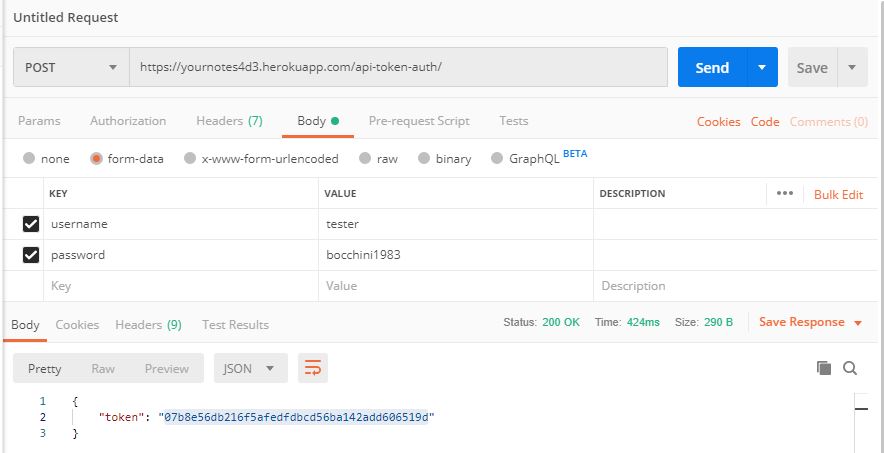 Untitled Request
POST https://yournotes4d3.herokuapp.com/api-token-auth/ Send Save
Params Authorization Headers (7) Body Pre-request Script Tests Cookies Code Comments (0)
none form-data x-www-form-urlencoded raw binary GraphQL BETA
KEY VALUE DESCRIPTION ••• Bulk Edit
username tester
password bocchini1983
Key Value Description
Body Cookies Headers (9) Test Results Status: 200 OK Time: 424ms Size: 290 B Save Response
Pretty Raw Preview JSON
1 {
2 "token": "07b8e56db216f5afedfdbcd56ba142add606519d"
3 }